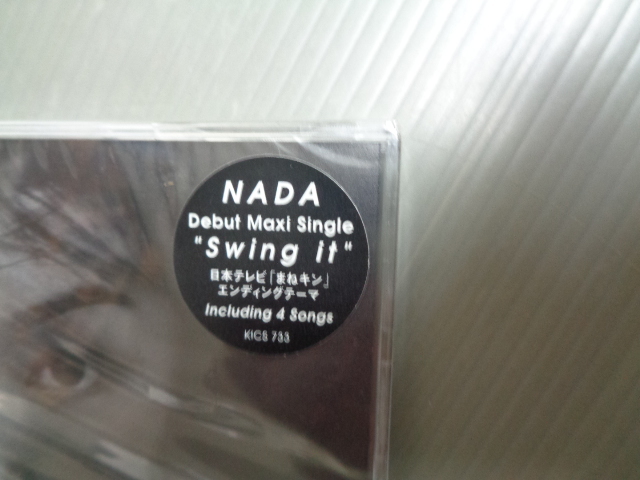 NADA
Debut Maxi Single
"Swing it"
日本テレビ「まねキン」
エンディングテーマ
Including 4 Songs
KICS 733